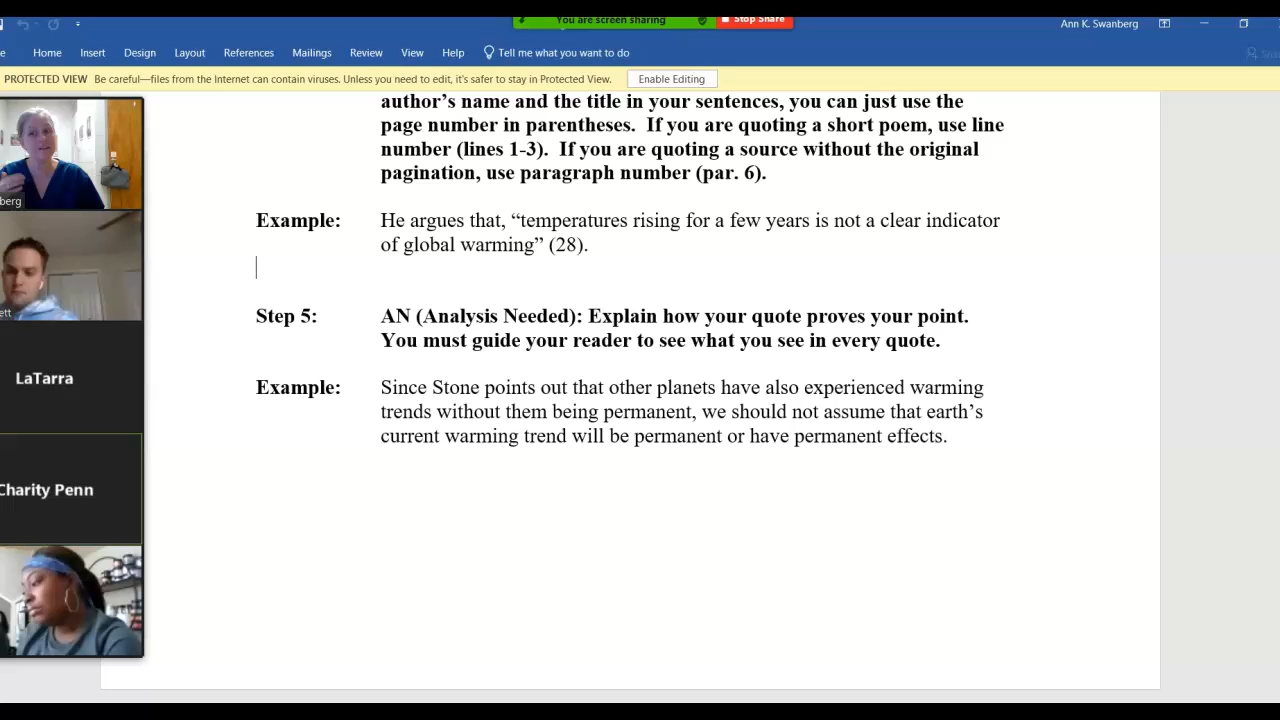 You are screen sharing
Stop Share
Ann K. Swanberg
Home Insert Design Layout References Mailings Review View Help Tell me what you want to do
PROTECTED VIEW Be careful—files from the Internet can contain viruses. Unless you need to edit, it's safer to stay in Protected View. Enable Editing
author's name and the title in your sentences, you can just use the
page number in parentheses. If you are quoting a short poem, use line
number (lines 1-3). If you are quoting a source without the original
pagination, use paragraph number (par. 6).
Example: He argues that, “temperatures rising for a few years is not a clear indicator
of global warming” (28).
Step 5: AN (Analysis Needed): Explain how your quote proves your point.
You must guide your reader to see what you see in every quote.
Example: Since Stone points out that other planets have also experienced warming
trends without them being permanent, we should not assume that earth's
current warming trend will be permanent or have permanent effects.
berg
ett
LaTarra
Charity Penn